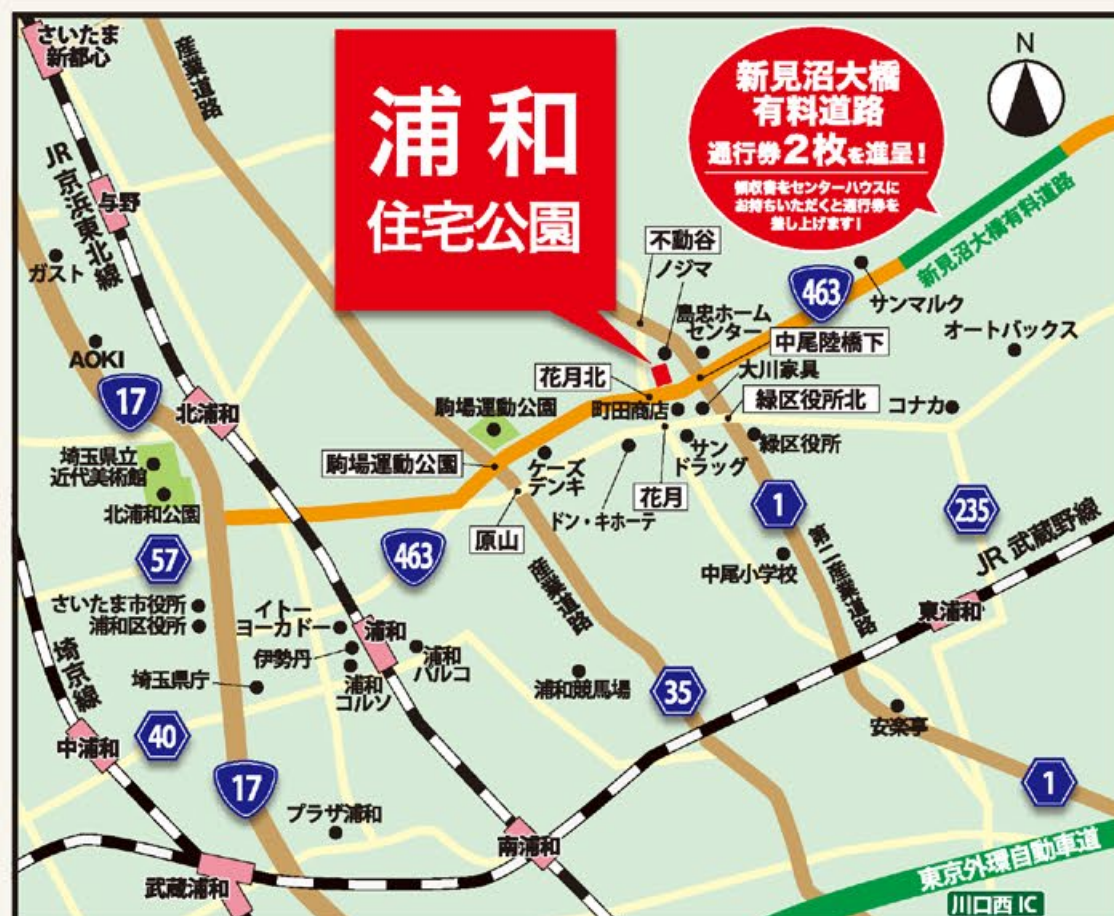 さいたま
新都心
産業道路
浦和
住宅公園
新見沼大橋
有料道路
通行券2枚を進呈!
領収書をセンターハウスに
お持ちいただくと通行券を
差し上げます!
N
JR京浜東北線
与野
ガスト
AOKI
17
北浦和
埼玉県立
近代美術館
北浦和公園
57
さいたま市役所
浦和区役所
埼玉県庁
埼京線
40
中浦和
17
武蔵浦和
プラザ浦和
イトー
ヨーカドー
伊勢丹
浦和
コルソ
浦和
浦和
パルコ
463
駒場運動公園
駒場運動公園
原山
ケーズ
デンキ
ドン・キホーテ
花月北
町田商店
花月
サン
ドラッグ
不動谷
ノジマ
島忠ホーム
センター
463
中尾陸橋下
大川家具
緑区役所北
緑区役所
サンマルク
新見沼大橋有料道路
オートバックス
コナカ
235
1
第二産業道路
中尾小学校
JR武蔵野線
東浦和
産業道路
浦和競馬場
35
安楽亭
1
南浦和
東京外環自動車道
川口西IC